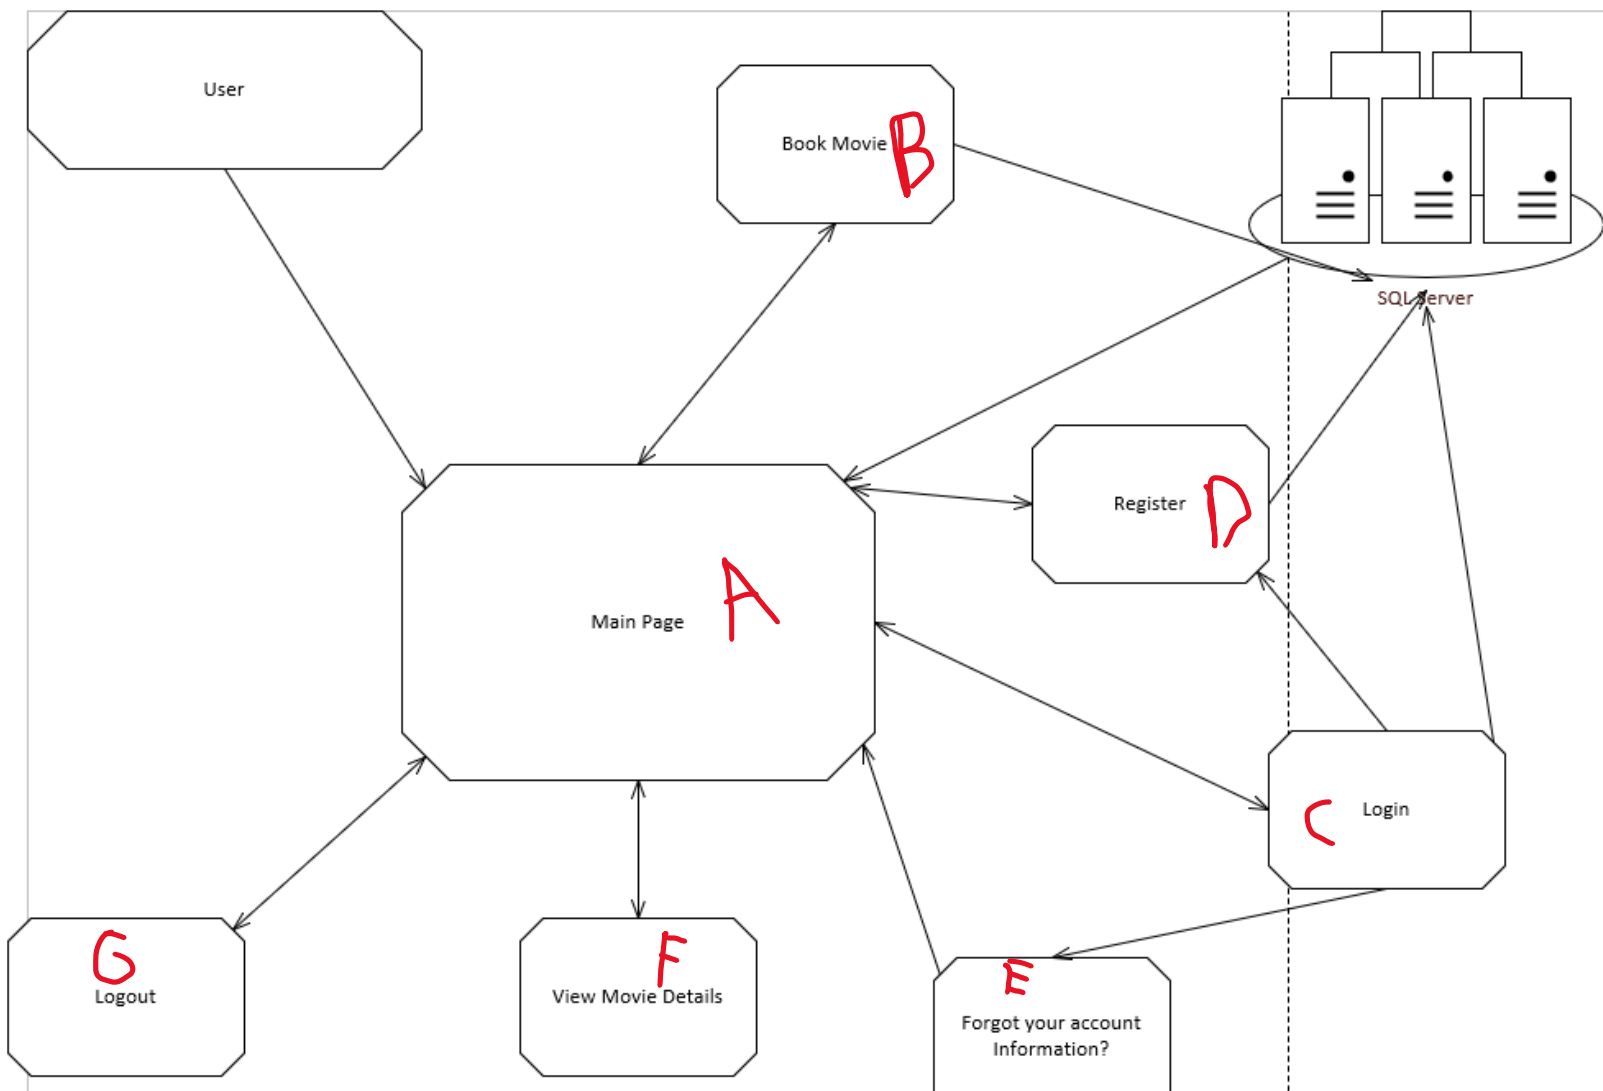 User
Book Movie B
SQL Server
Register D
Main Page A
C Login
G
Logout
F
View Movie Details
E
Forgot your account
Information?